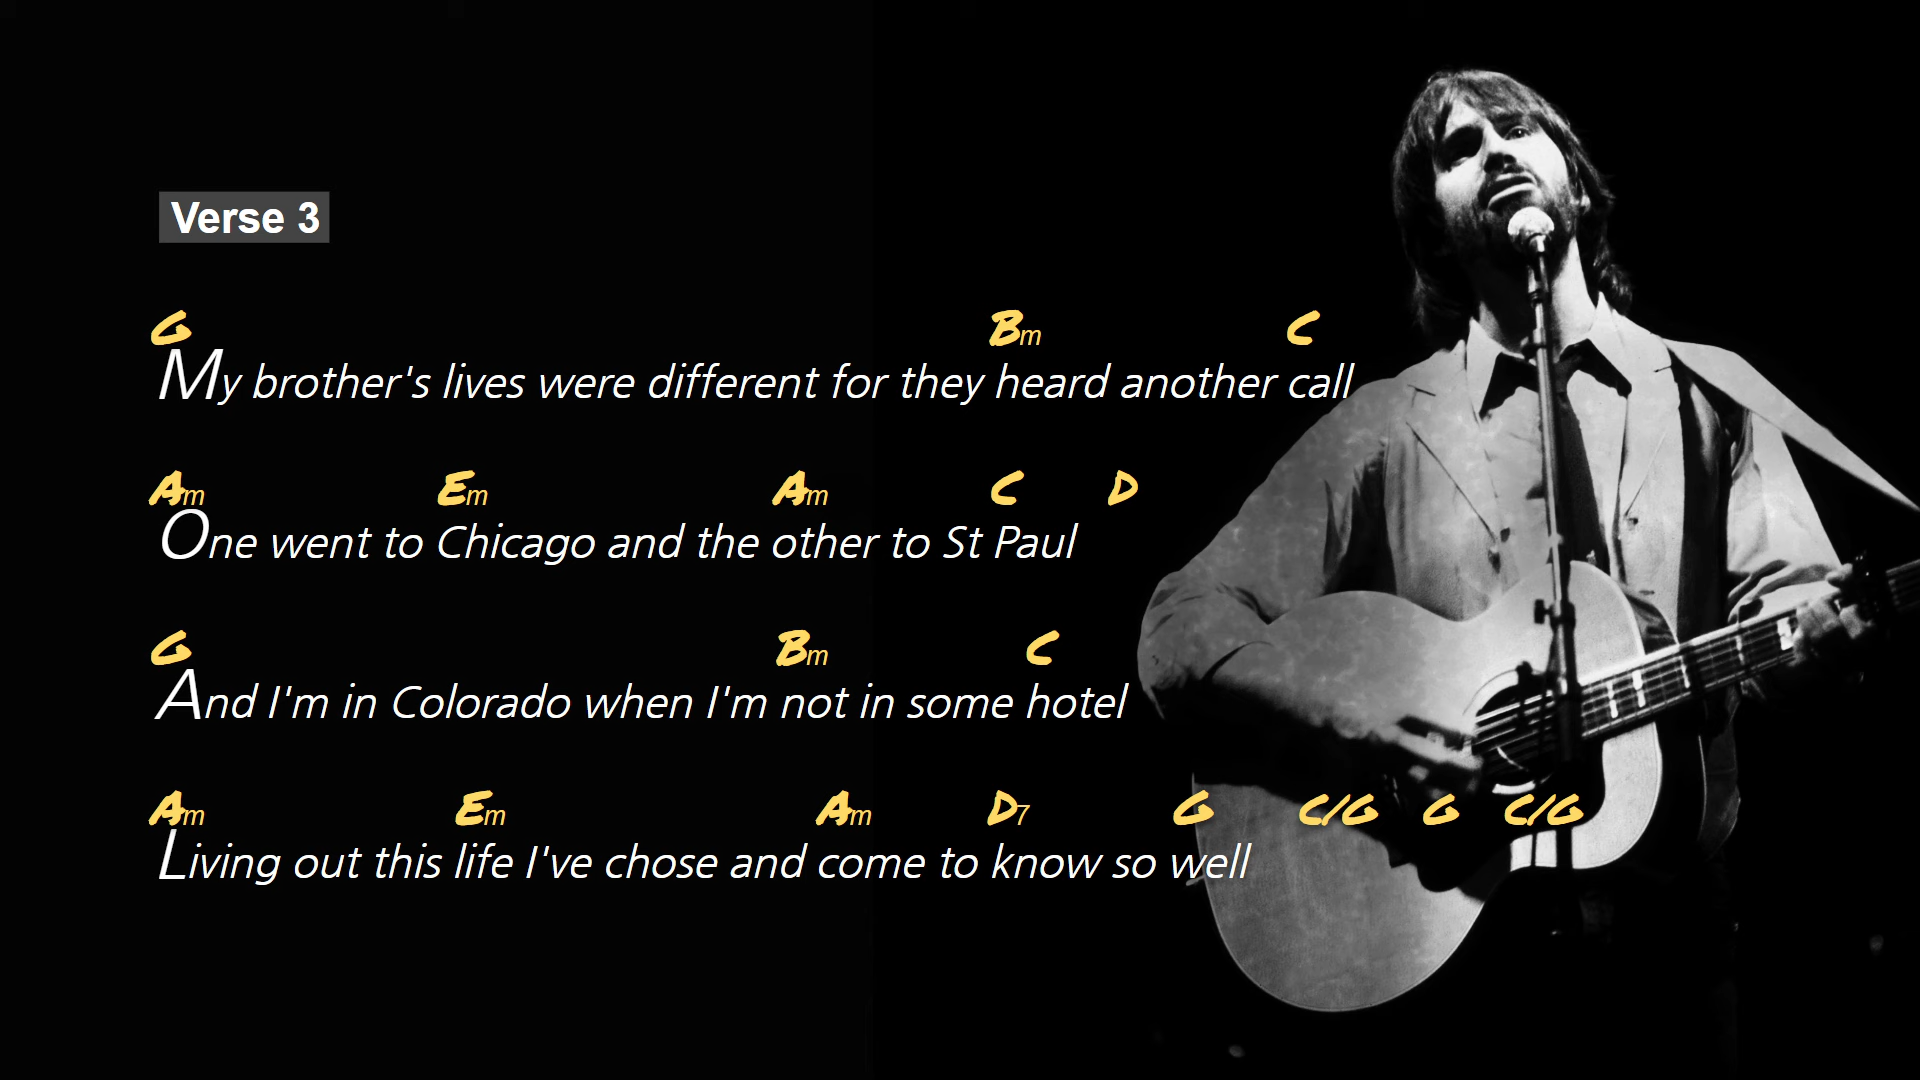 Verse 3
G Bm C
My brother's lives were different for they heard another call
Am Em Am C D
One went to Chicago and the other to St Paul
G Bm C
And I'm in Colorado when I'm not in some hotel
Am Em Am D7 G C/G G C/G
Living out this life I've chose and come to know so well